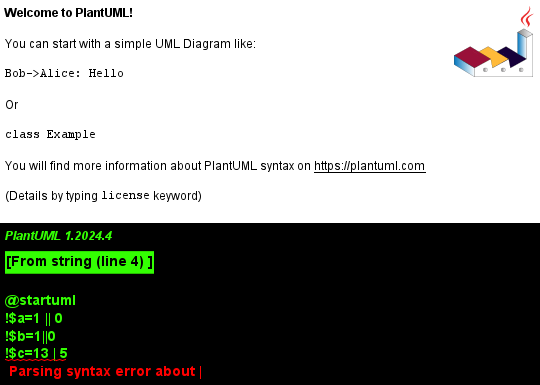 Welcome to PlantUML!
You can start with a simple UML Diagram like:
Bob->Alice: Hello
Or
class Example
You will find more information about PlantUML syntax on https://plantuml.com
(Details by typing license keyword)
PlantUML 1.2024.4
[From string (line 4) ]
@startuml
!$a=1 || 0
!$b=1||0
!$c=13 | 5
Parsing syntax error about |